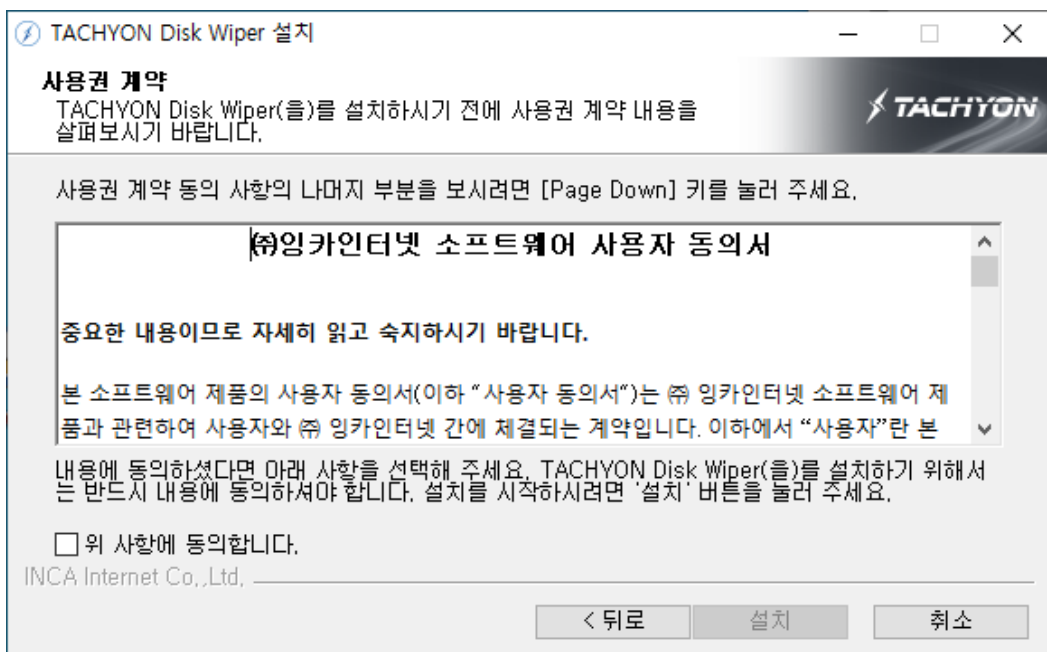 TACHYON Disk Wiper 설치
사용권 계약
TACHYON Disk Wiper(을)를 설치하시기 전에 사용권 계약 내용을
살펴보시기 바랍니다.
TACHYON
사용권 계약 동의 사항의 나머지 부분을 보시려면 [Page Down] 키를 눌러 주세요.
㈜잉카인터넷 소프트웨어 사용자 동의서
중요한 내용이므로 자세히 읽고 숙지하시기 바랍니다.
본 소프트웨어 제품의 사용자 동의서(이하 “사용자 동의서“)는 ㈜ 잉카인터넷 소프트웨어 제
품과 관련하여 사용자와 ㈜ 잉카인터넷 간에 체결되는 계약입니다. 이하에서 “사용자”란 본
내용에 동의하셨다면 아래 사항을 선택해 주세요. TACHYON Disk Wiper(을)를 설치하기 위해서
는 반드시 내용에 동의하셔야 합니다. 설치를 시작하시려면 '설치' 버튼을 눌러 주세요.
위 사항에 동의합니다.
INCA Internet Co.,Ltd.
< 뒤로
설치
취소